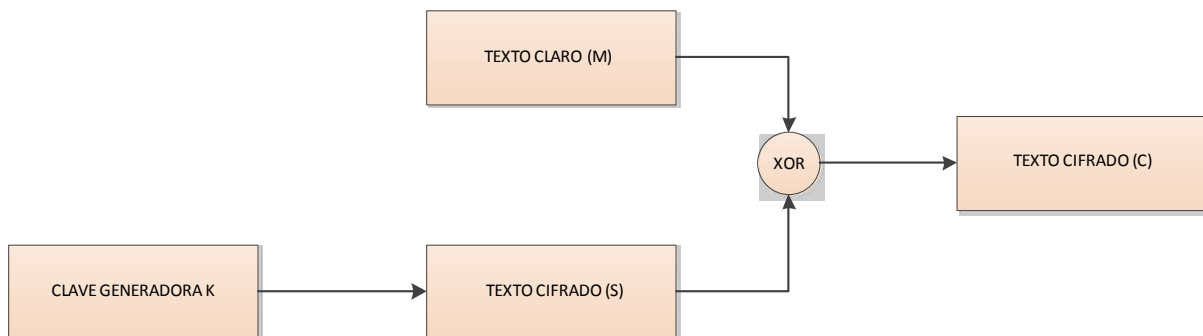 TEXTO CLARO (M)
XOR
TEXTO CIFRADO (C)
CLAVE GENERADORA K
TEXTO CIFRADO (S)